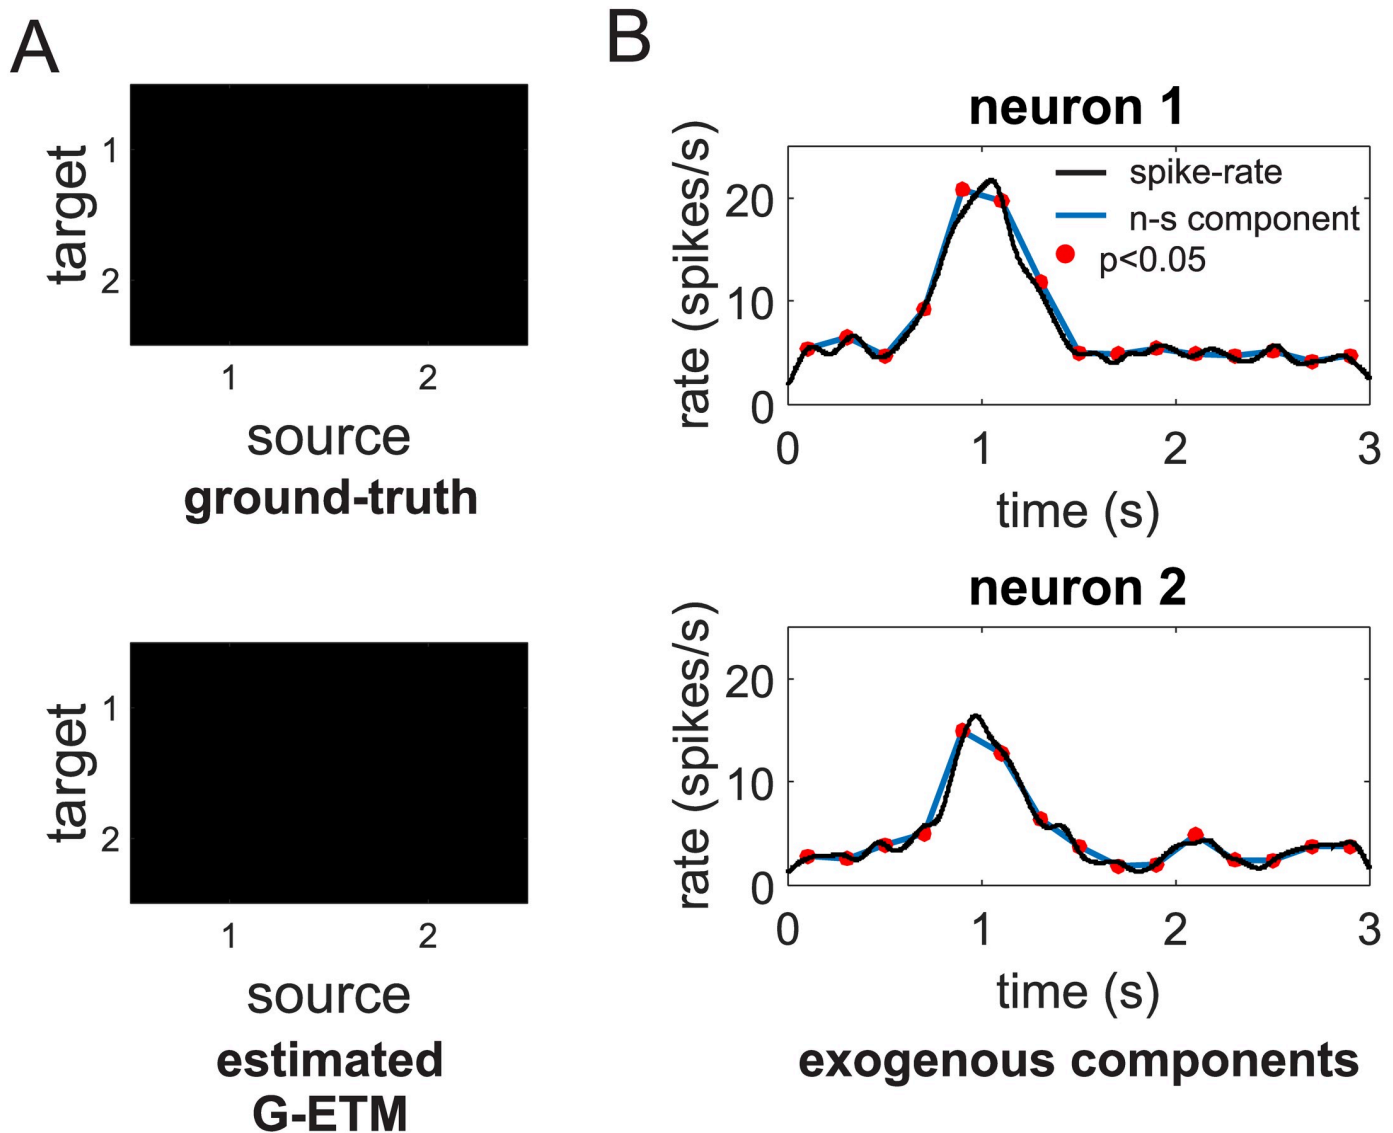 A
target
1
2
1
2
source
ground-truth
target
1
2
1
2
source
estimated
G-ETM
B
neuron 1
rate (spikes/s)
20
10
0
spike-rate
n-s component
p<0.05
0
1
2
3
time (s)
neuron 2
rate (spikes/s)
20
10
0
0
1
2
3
time (s)
exogenous components